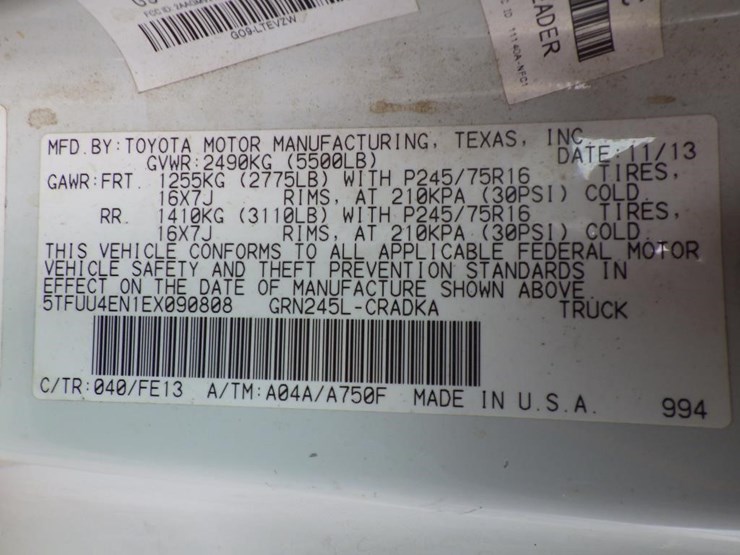 GO9-LTEVZW
EADER
MFD. BY: TOYOTA MOTOR MANUFACTURING, TEXAS, INC.
GVWR: 2490KG (5500LB) DATE: 11/13
GAWR: FRT. 1255KG (2775LB) WITH P245/75R16 TIRES,
16X7J RIMS, AT 210KPA (30PSI) COLD.
RR. 1410KG (3110LB) WITH P245/75R16 TIRES,
16X7J RIMS, AT 210KPA (30PSI) COLD.
THIS VEHICLE CONFORMS TO ALL APPLICABLE FEDERAL MOTOR
VEHICLE SAFETY AND THEFT PREVENTION STANDARDS IN
EFFECT ON THE DATE OF MANUFACTURE SHOWN ABOVE.
5TFUU4EN1EX090808 GRN245L-CRADKA TRUCK
C/TR: 040/FE13 A/TM: A04A/A750F MADE IN U.S.A. 994